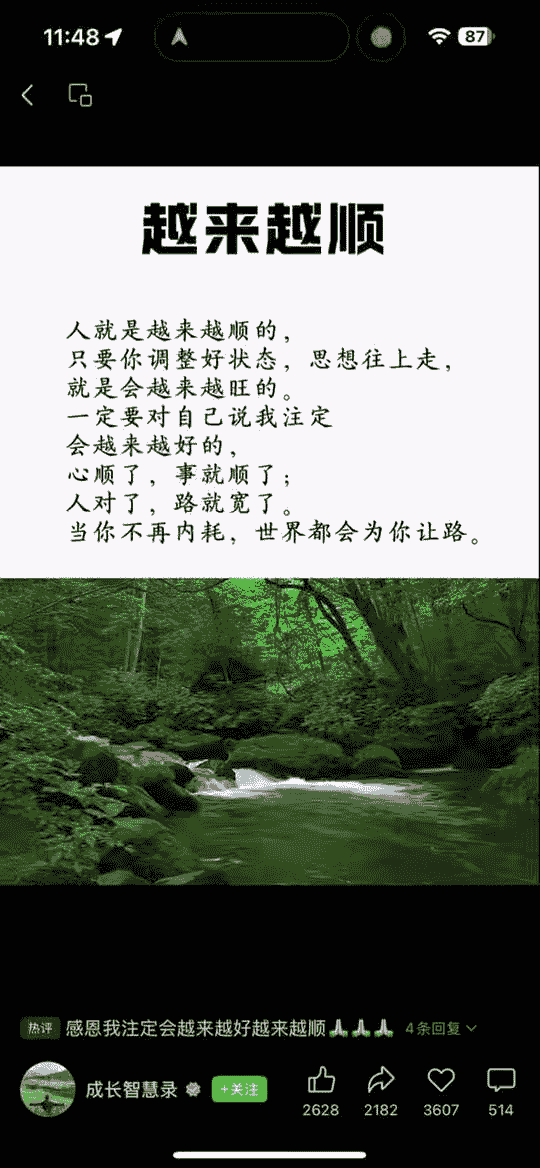 11:48
87
越来越顺
人就是越来越顺的，
只要你调整好状态，思想往上走，
就是会越来越旺的。
一定要对自己说我注定
会越来越好的，
心顺了，事就顺了；
人对了，路就宽了。
当你不再内耗，世界都会为你让路。
热评 感恩我注定会越来越好越来越顺🙏🙏🙏 4条回复
成长智慧录 +关注
2628 2182 3607 514